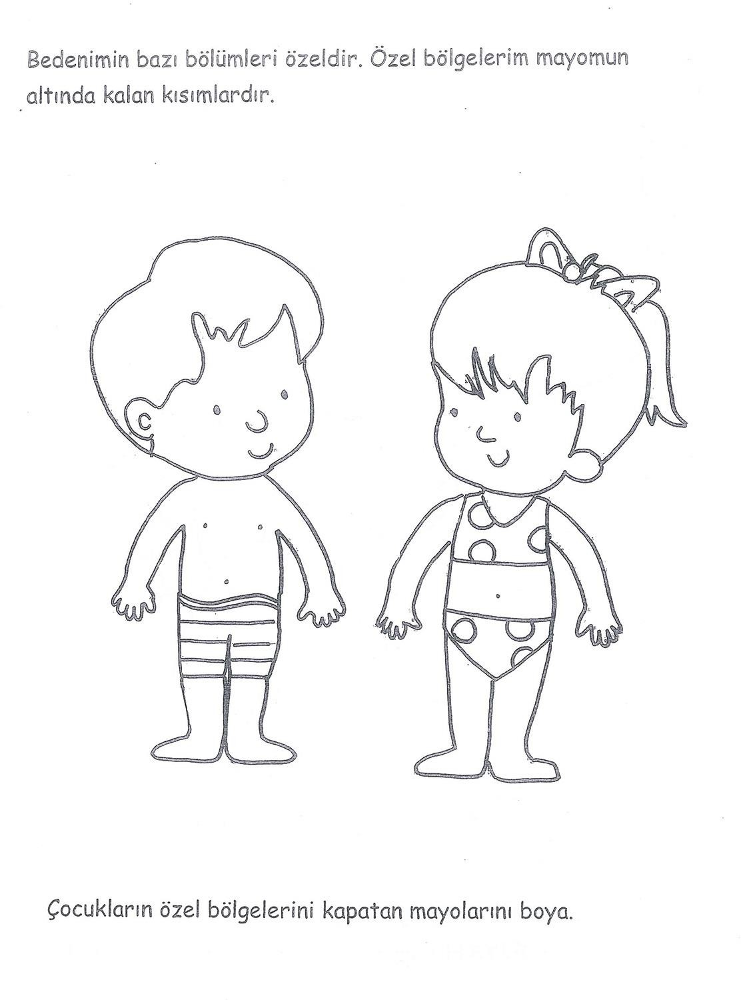 Bedenimin bazı bölümleri özeldir. Özel bölgelerim mayomun
altında kalan kısımlardır.
Çocukların özel bölgelerini kapatan mayolarını boya.